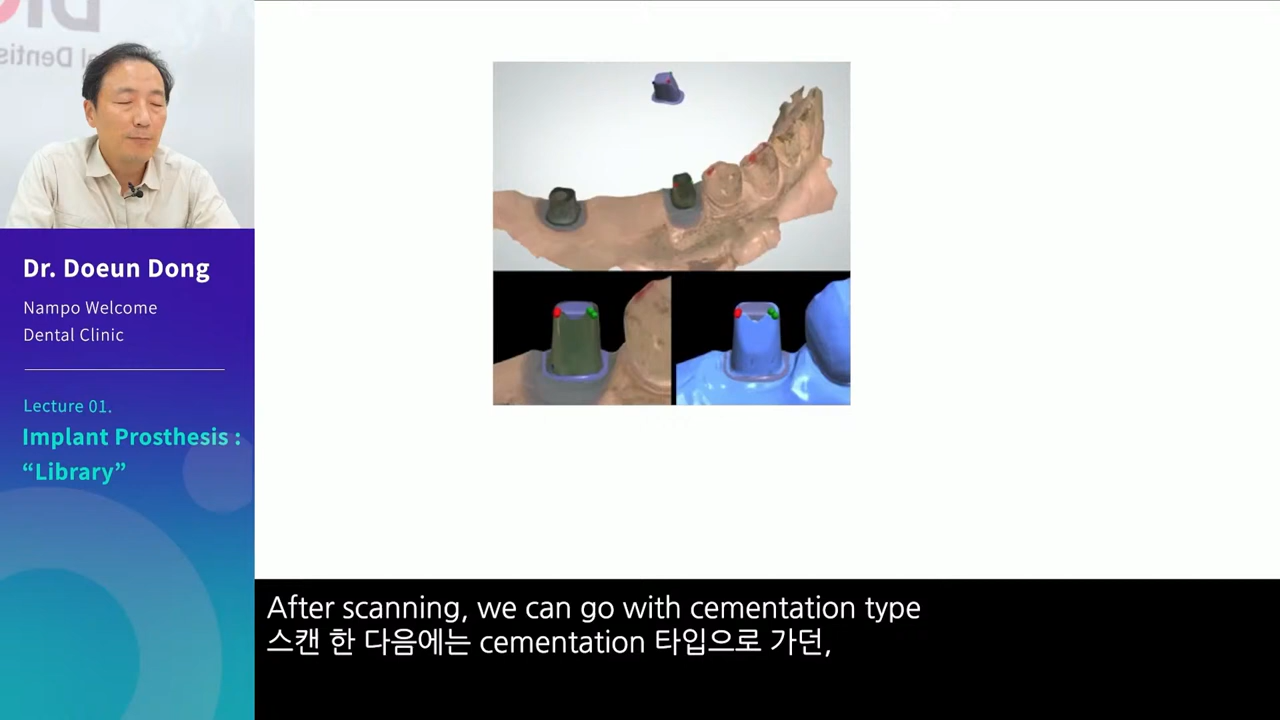 Dr. Doeun Dong
Nampo Welcome
Dental Clinic
Lecture 01.
Implant Prosthesis :
“Library”
After scanning, we can go with cementation type
스캔 한 다음에는 cementation 타입으로 가던,